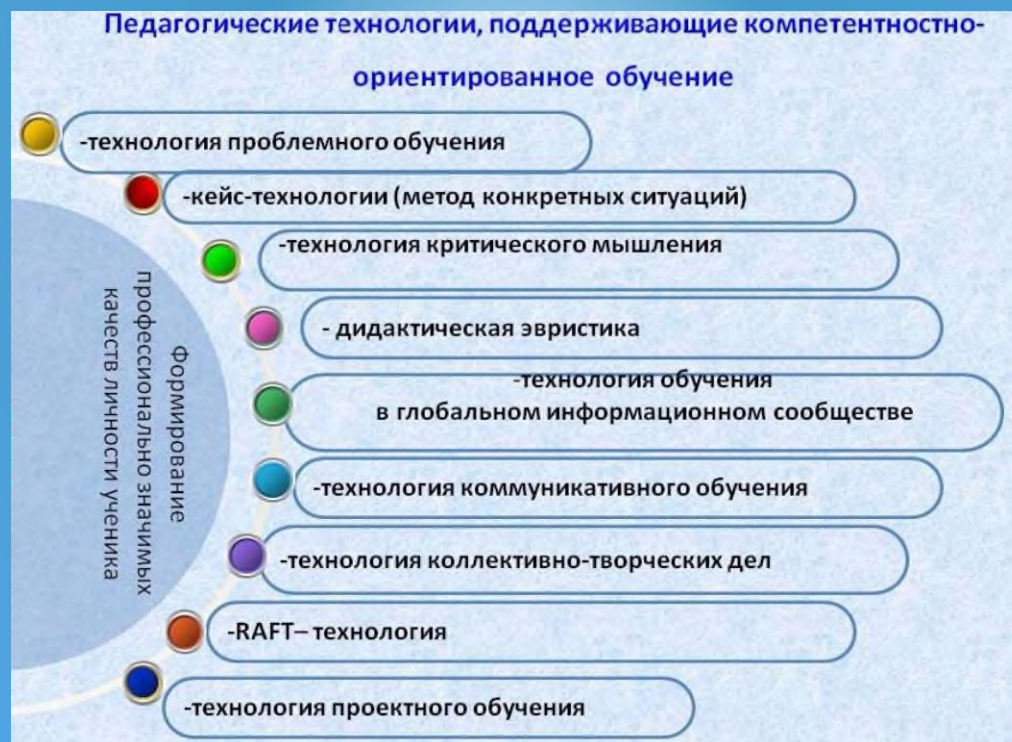 Педагогические технологии, поддерживающие компетентностно-
ориентированное обучение
-технология проблемного обучения
-кейс-технологии (метод конкретных ситуаций)
-технология критического мышления
- дидактическая эвристика
-технология обучения
в глобальном информационном сообществе
-технология коммуникативного обучения
-технология коллективно-творческих дел
-RAFT– технология
-технология проектного обучения
Формирование
профессионально значимых
качеств личности ученика